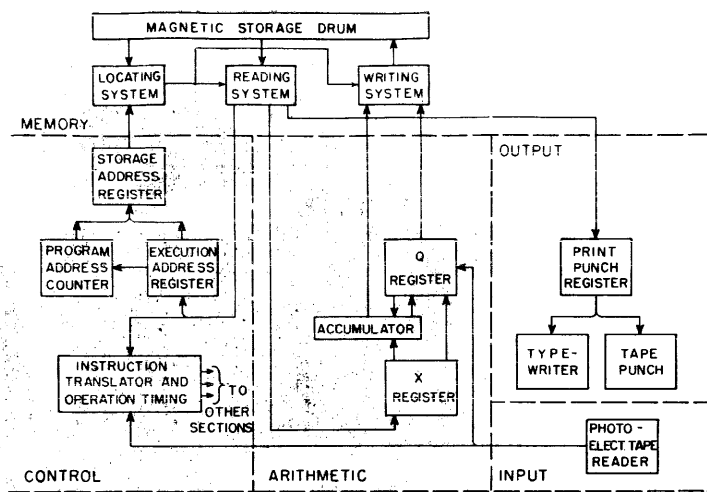 MAGNETIC STORAGE DRUM
LOCATING
SYSTEM
READING
SYSTEM
WRITING
SYSTEM
MEMORY
STORAGE
ADDRESS
REGISTER
PROGRAM
ADDRESS
COUNTER
EXECUTION
ADDRESS
REGISTER
INSTRUCTION
TRANSLATOR AND
OPERATION TIMING
TO
OTHER
SECTIONS
CONTROL
Q
REGISTER
ACCUMULATOR
X
REGISTER
ARITHMETIC
OUTPUT
PRINT
PUNCH
REGISTER
TYPE-
WRITER
TAPE
PUNCH
PHOTO-
ELECT. TAPE
READER
INPUT